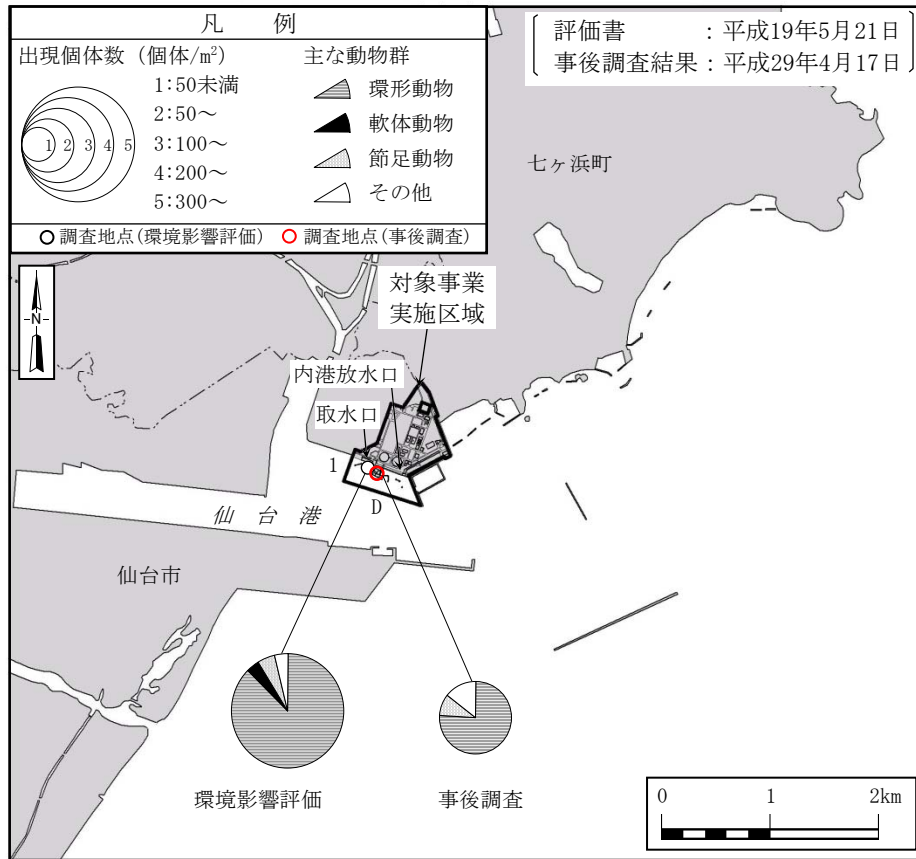 凡 例
出現個体数 (個体/m²)
1 2 3 4 5
1:50未満
2:50～
3:100～
4:200～
5:300～
主な動物群
環形動物
軟体動物
節足動物
その他
調査地点(環境影響評価) 調査地点(事後調査)
評価書 :平成19年5月21日
事後調査結果:平成29年4月17日
七ヶ浜町
N
対象事業
実施区域
内港放水口
取水口
1
D
仙台港
仙台市
環境影響評価
事後調査
0 1 2km